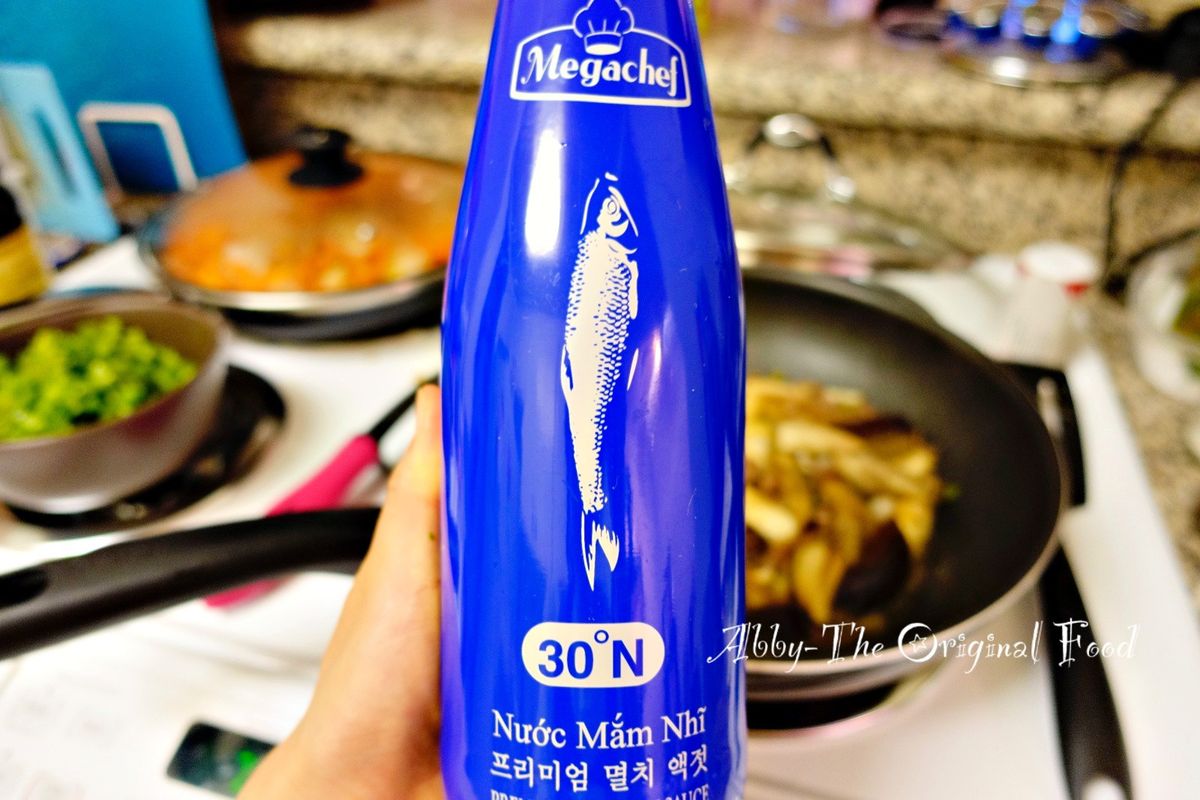 Megachef
30°N
Nước Mắm Nhĩ
프리미엄 멸치 액젓
Abby-The Original Food